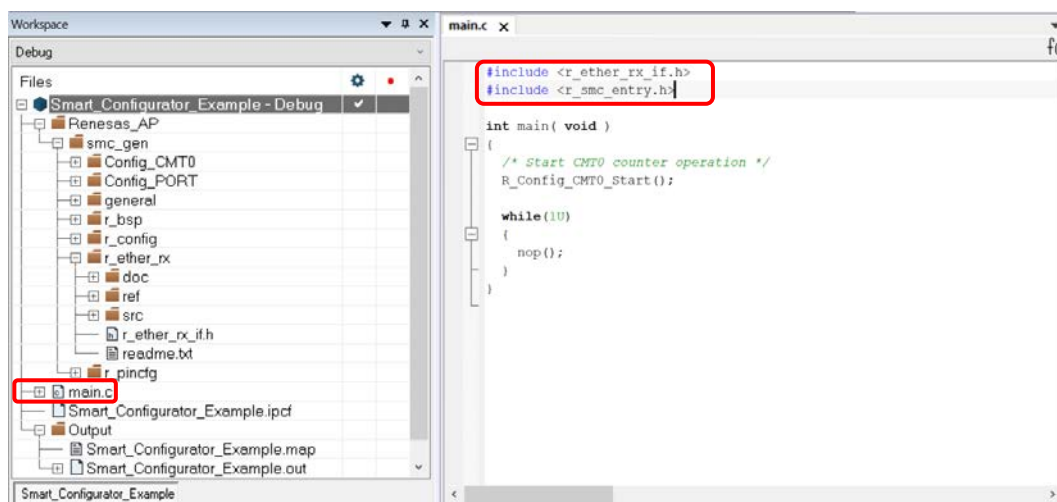 Workspace
Debug
Files
Smart_Configurator_Example - Debug
Renesas_AP
smc_gen
Config_CMT0
Config_PORT
general
r_bsp
r_config
r_ether_rx
doc
ref
src
r_ether_rx_if.h
readme.txt
r_pincfg
main.c
Smart_Configurator_Example.ipcf
Output
Smart_Configurator_Example.map
Smart_Configurator_Example.out
Smart_Configurator_Example
main.c
#include <r_ether_rx_if.h>
#include <r_smc_entry.h>
int main( void )
{
/* Start CMT0 counter operation */
R_Config_CMT0_Start();
while(1U)
{
nop();
}
}